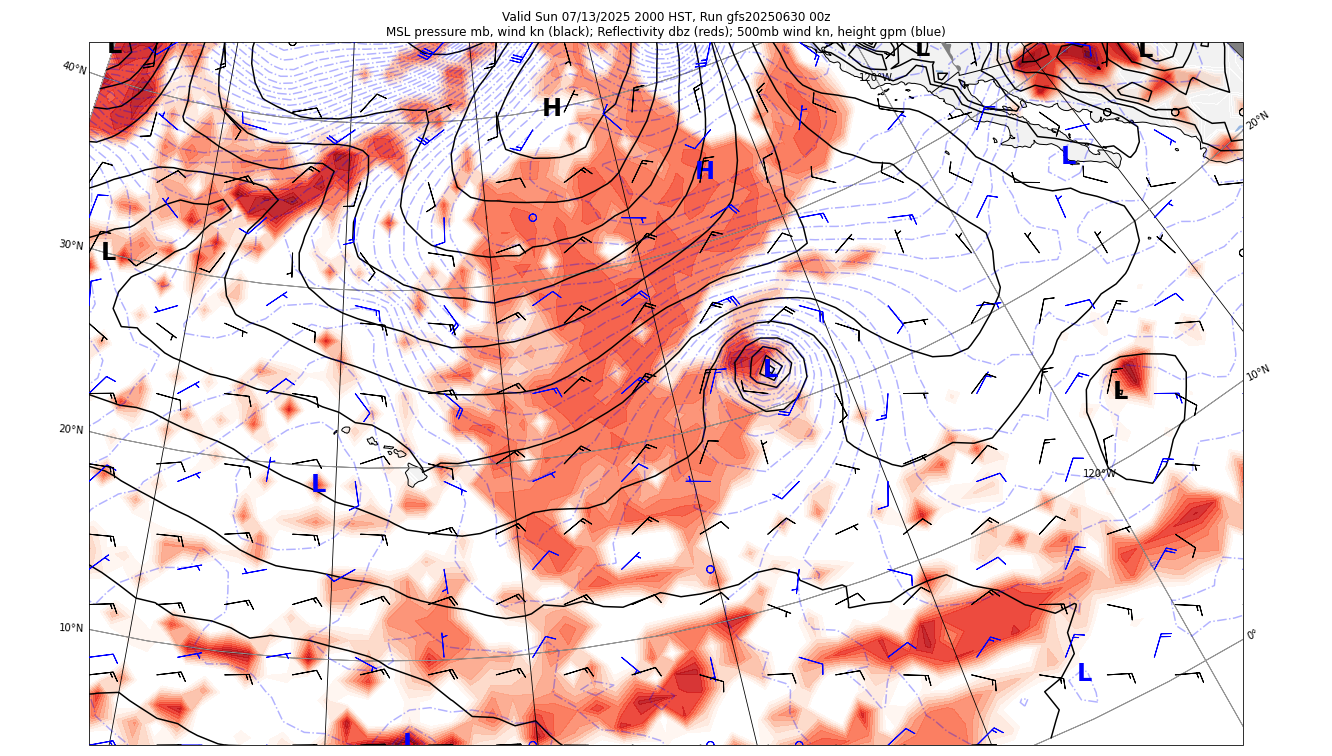 Valid Sun 07/13/2025 2000 HST, Run gfs20250630 00z
MSL pressure mb, wind kn (black); Reflectivity dbz (reds); 500mb wind kn, height gpm (blue)
L
L
L
40°N
120°W
H
20°N
L
H
30°N
L
L
10°N
L
20°N
120°W
L
10°N
0°
L
L